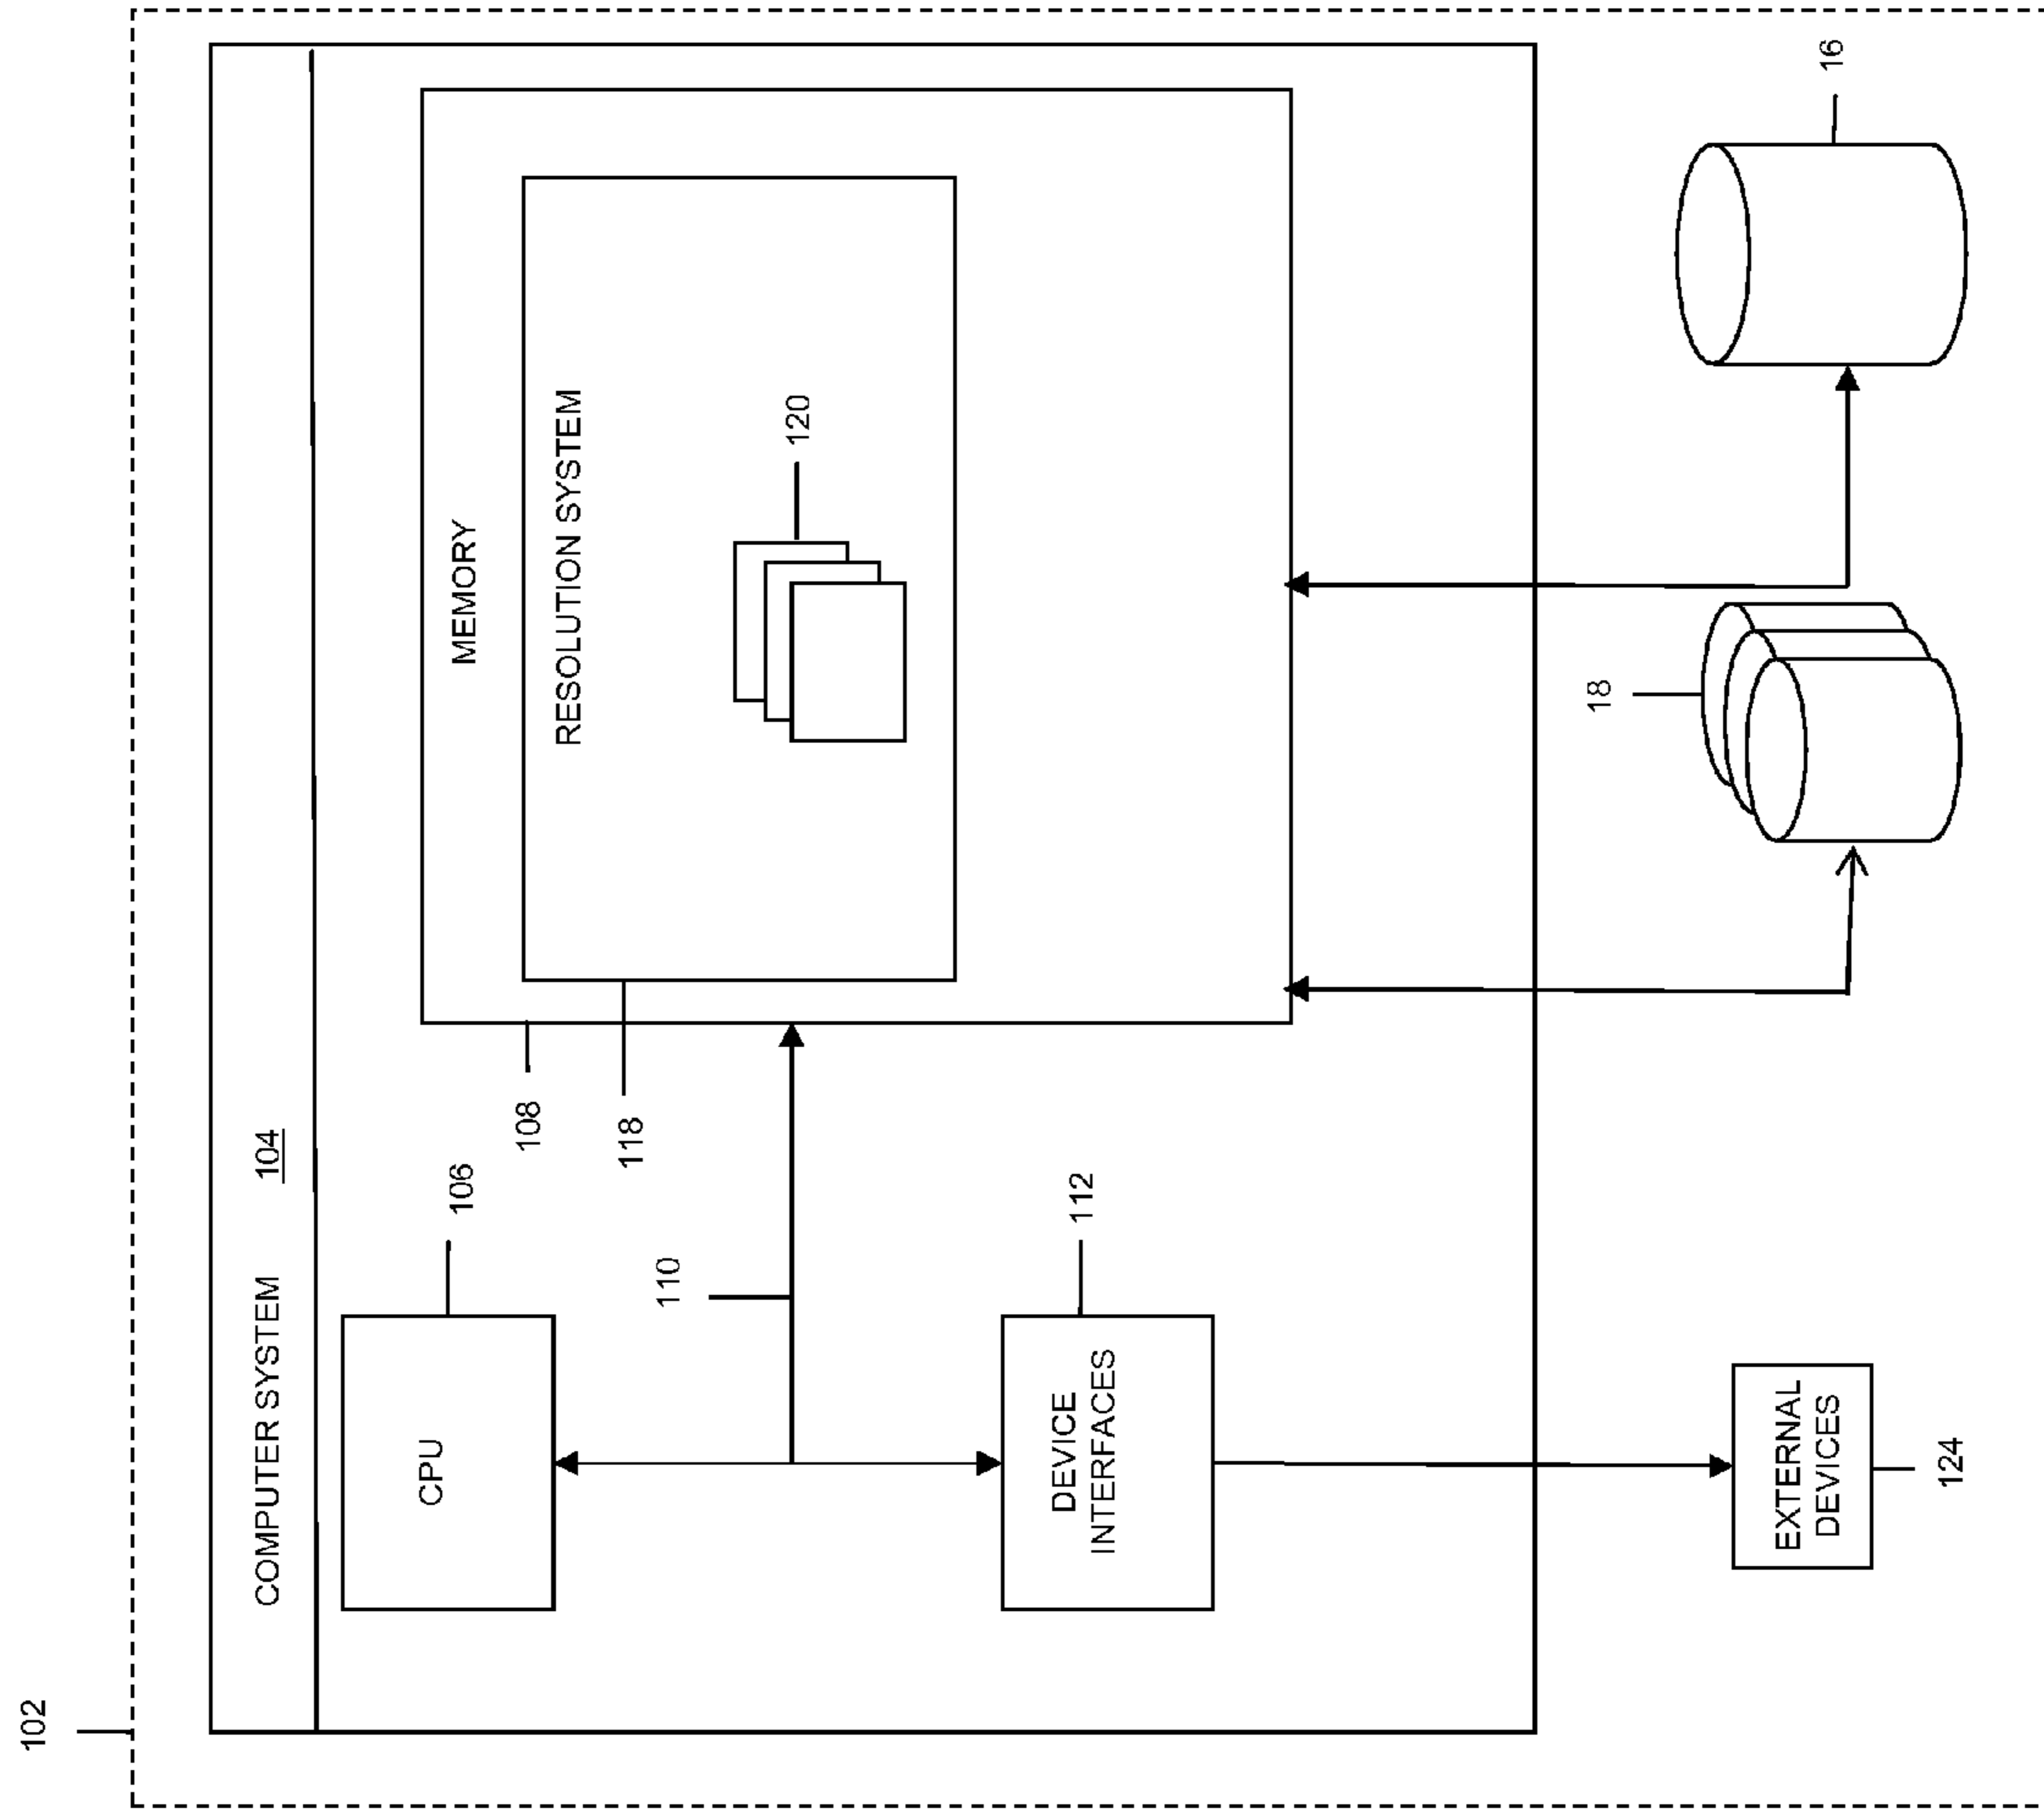 102
COMPUTER SYSTEM 104
CPU
106
108
MEMORY
118
RESOLUTION SYSTEM
120
110
DEVICE
INTERFACES
112
EXTERNAL
DEVICES
124
18
16